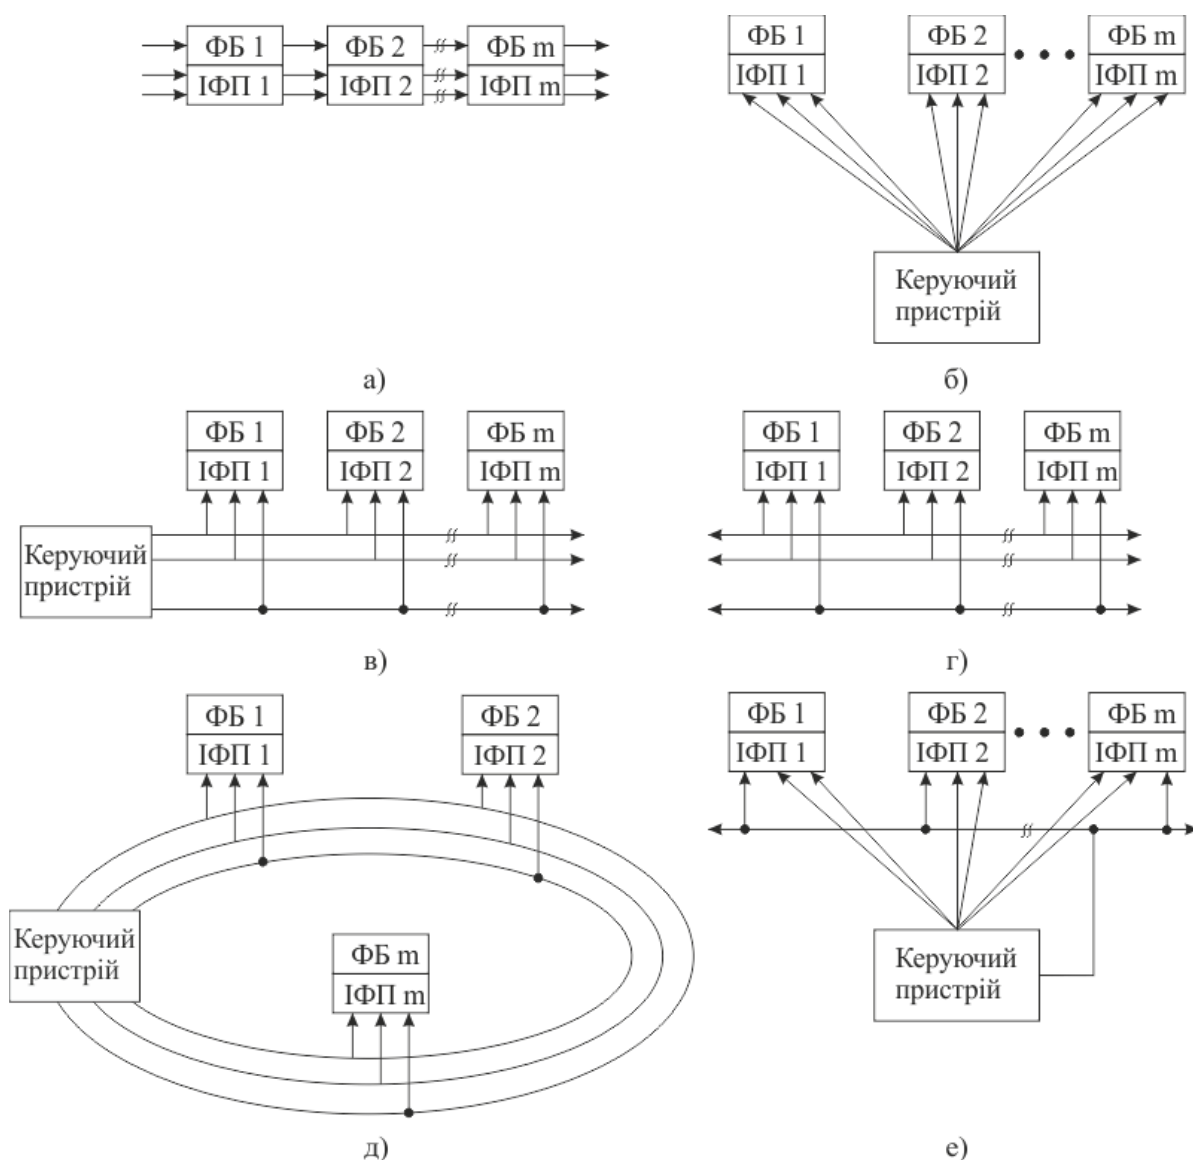 ФБ 1 ФБ 2 ФБ m
ІФП 1 ІФП 2 ІФП m
а)
ФБ 1 ФБ 2 ФБ m
ІФП 1 ІФП 2 ІФП m
Керуючий
пристрій
б)
ФБ 1 ФБ 2 ФБ m
ІФП 1 ІФП 2 ІФП m
Керуючий
пристрій
в)
ФБ 1 ФБ 2 ФБ m
ІФП 1 ІФП 2 ІФП m
г)
ФБ 1 ФБ 2
ІФП 1 ІФП 2
Керуючий
пристрій
ФБ m
ІФП m
д)
ФБ 1 ФБ 2 ФБ m
ІФП 1 ІФП 2 ІФП m
Керуючий
пристрій
е)